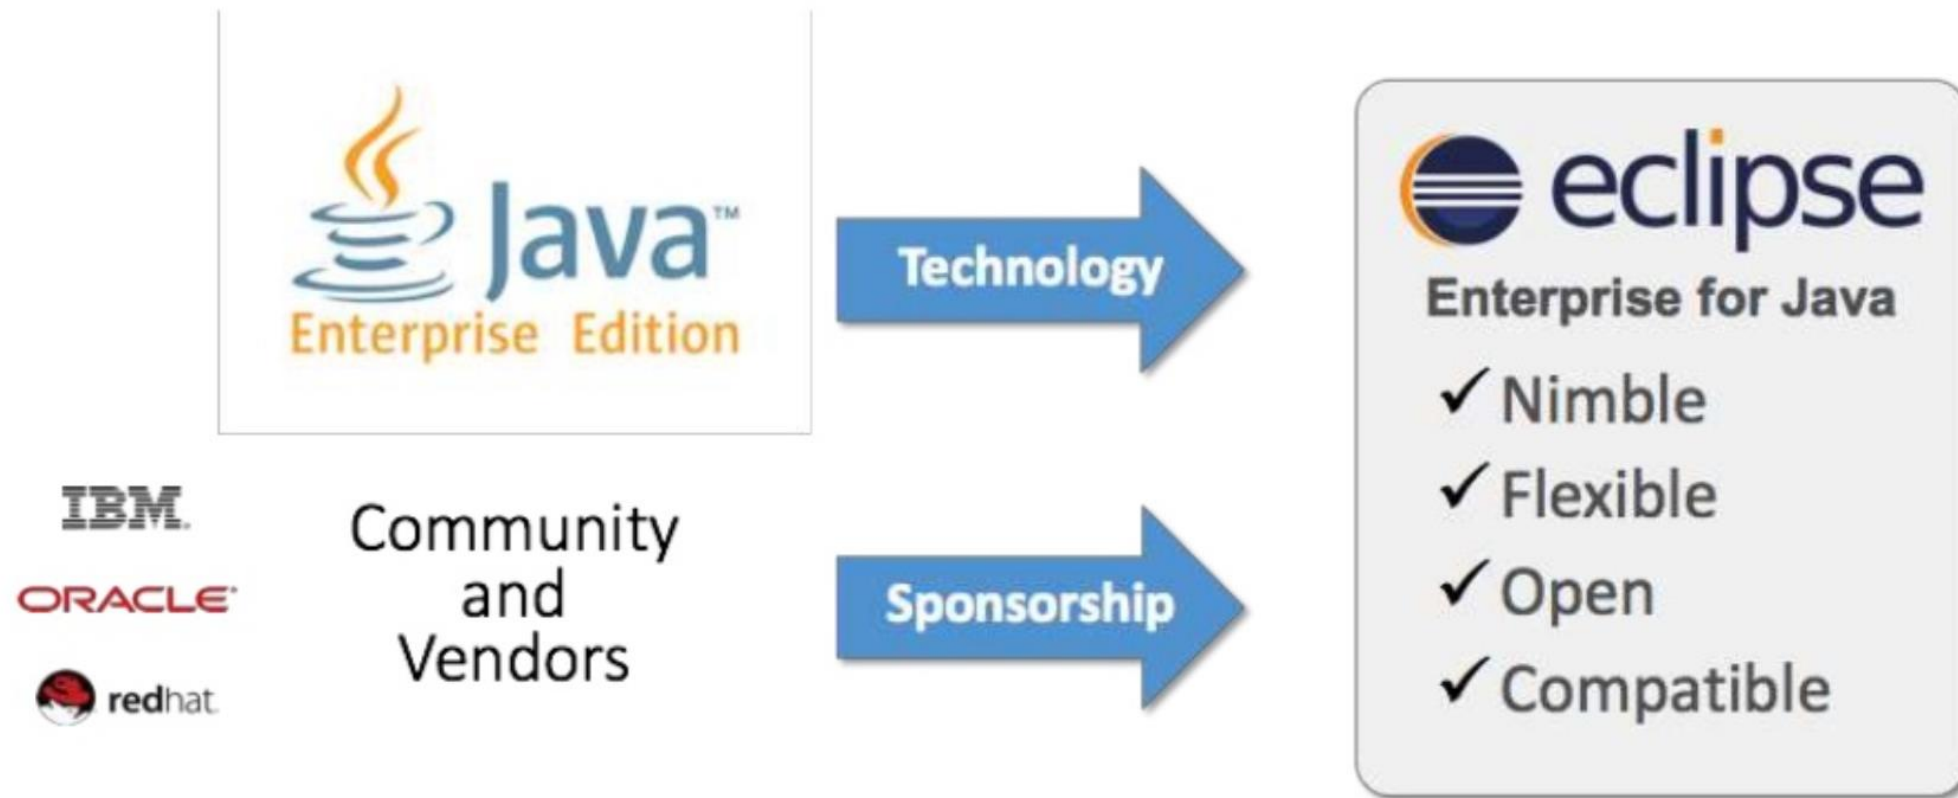 Java™
Enterprise Edition
Technology
eclipse
Enterprise for Java
✓ Nimble
✓ Flexible
✓ Open
✓ Compatible
IBM®
ORACLE®
redhat
Community
and
Vendors
Sponsorship